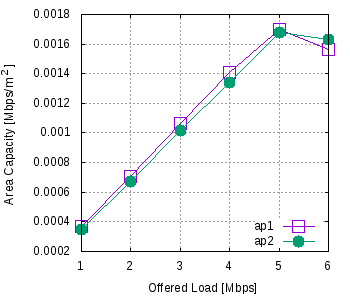 0.0018
0.0016
0.0014
0.0012
0.001
0.0008
0.0006
0.0004
0.0002
Area Capacity [Mbps/m²]
ap1
ap2
1 2 3 4 5 6
Offered Load [Mbps]